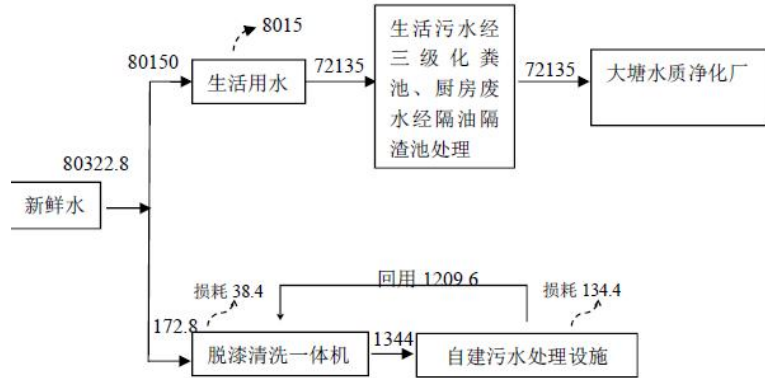 8015
80150
生活用水
72135
生活污水经
三级化粪
池、厨房废
水经隔油隔
渣池处理
72135
大塘水质净化厂
80322.8
新鲜水
回用 1209.6
损耗 38.4
损耗 134.4
172.8
脱漆清洗一体机
1344
自建污水处理设施